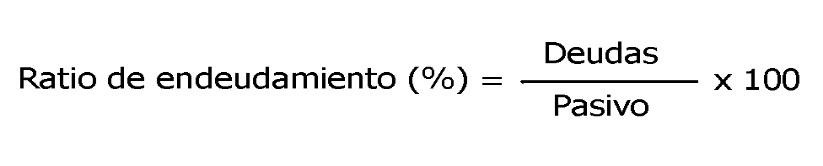 Ratio de endeudamiento (%) = Deudas / Pasivo x 100